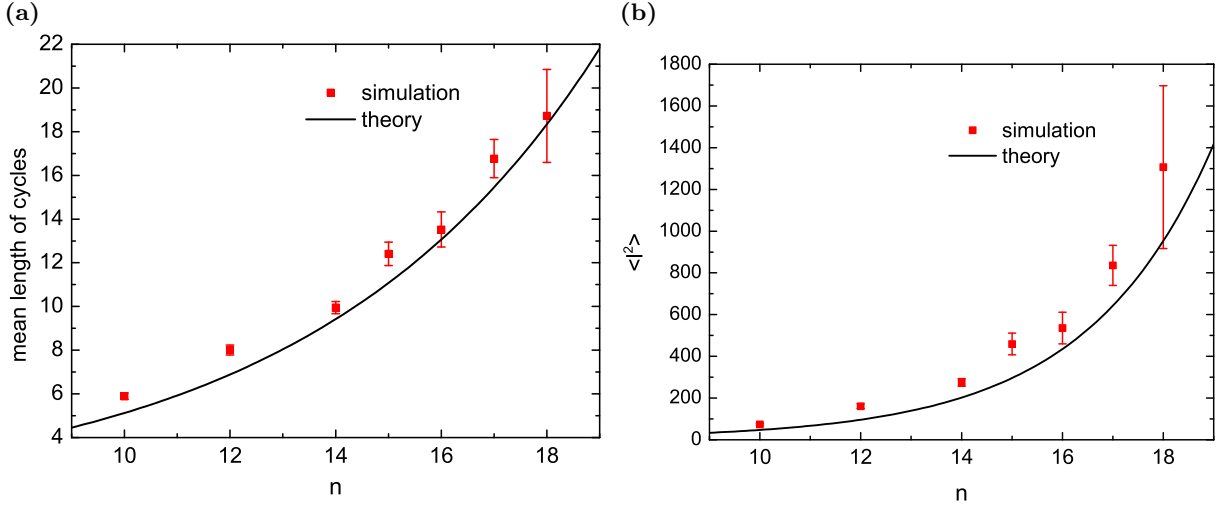 (a)
22
20
18
16
14
12
10
8
6
4
mean length of cycles
simulation
theory
10 12 14 16 18
n
(b)
1800
1600
1400
1200
1000
800
600
400
200
0
<l²>
simulation
theory
10 12 14 16 18
n